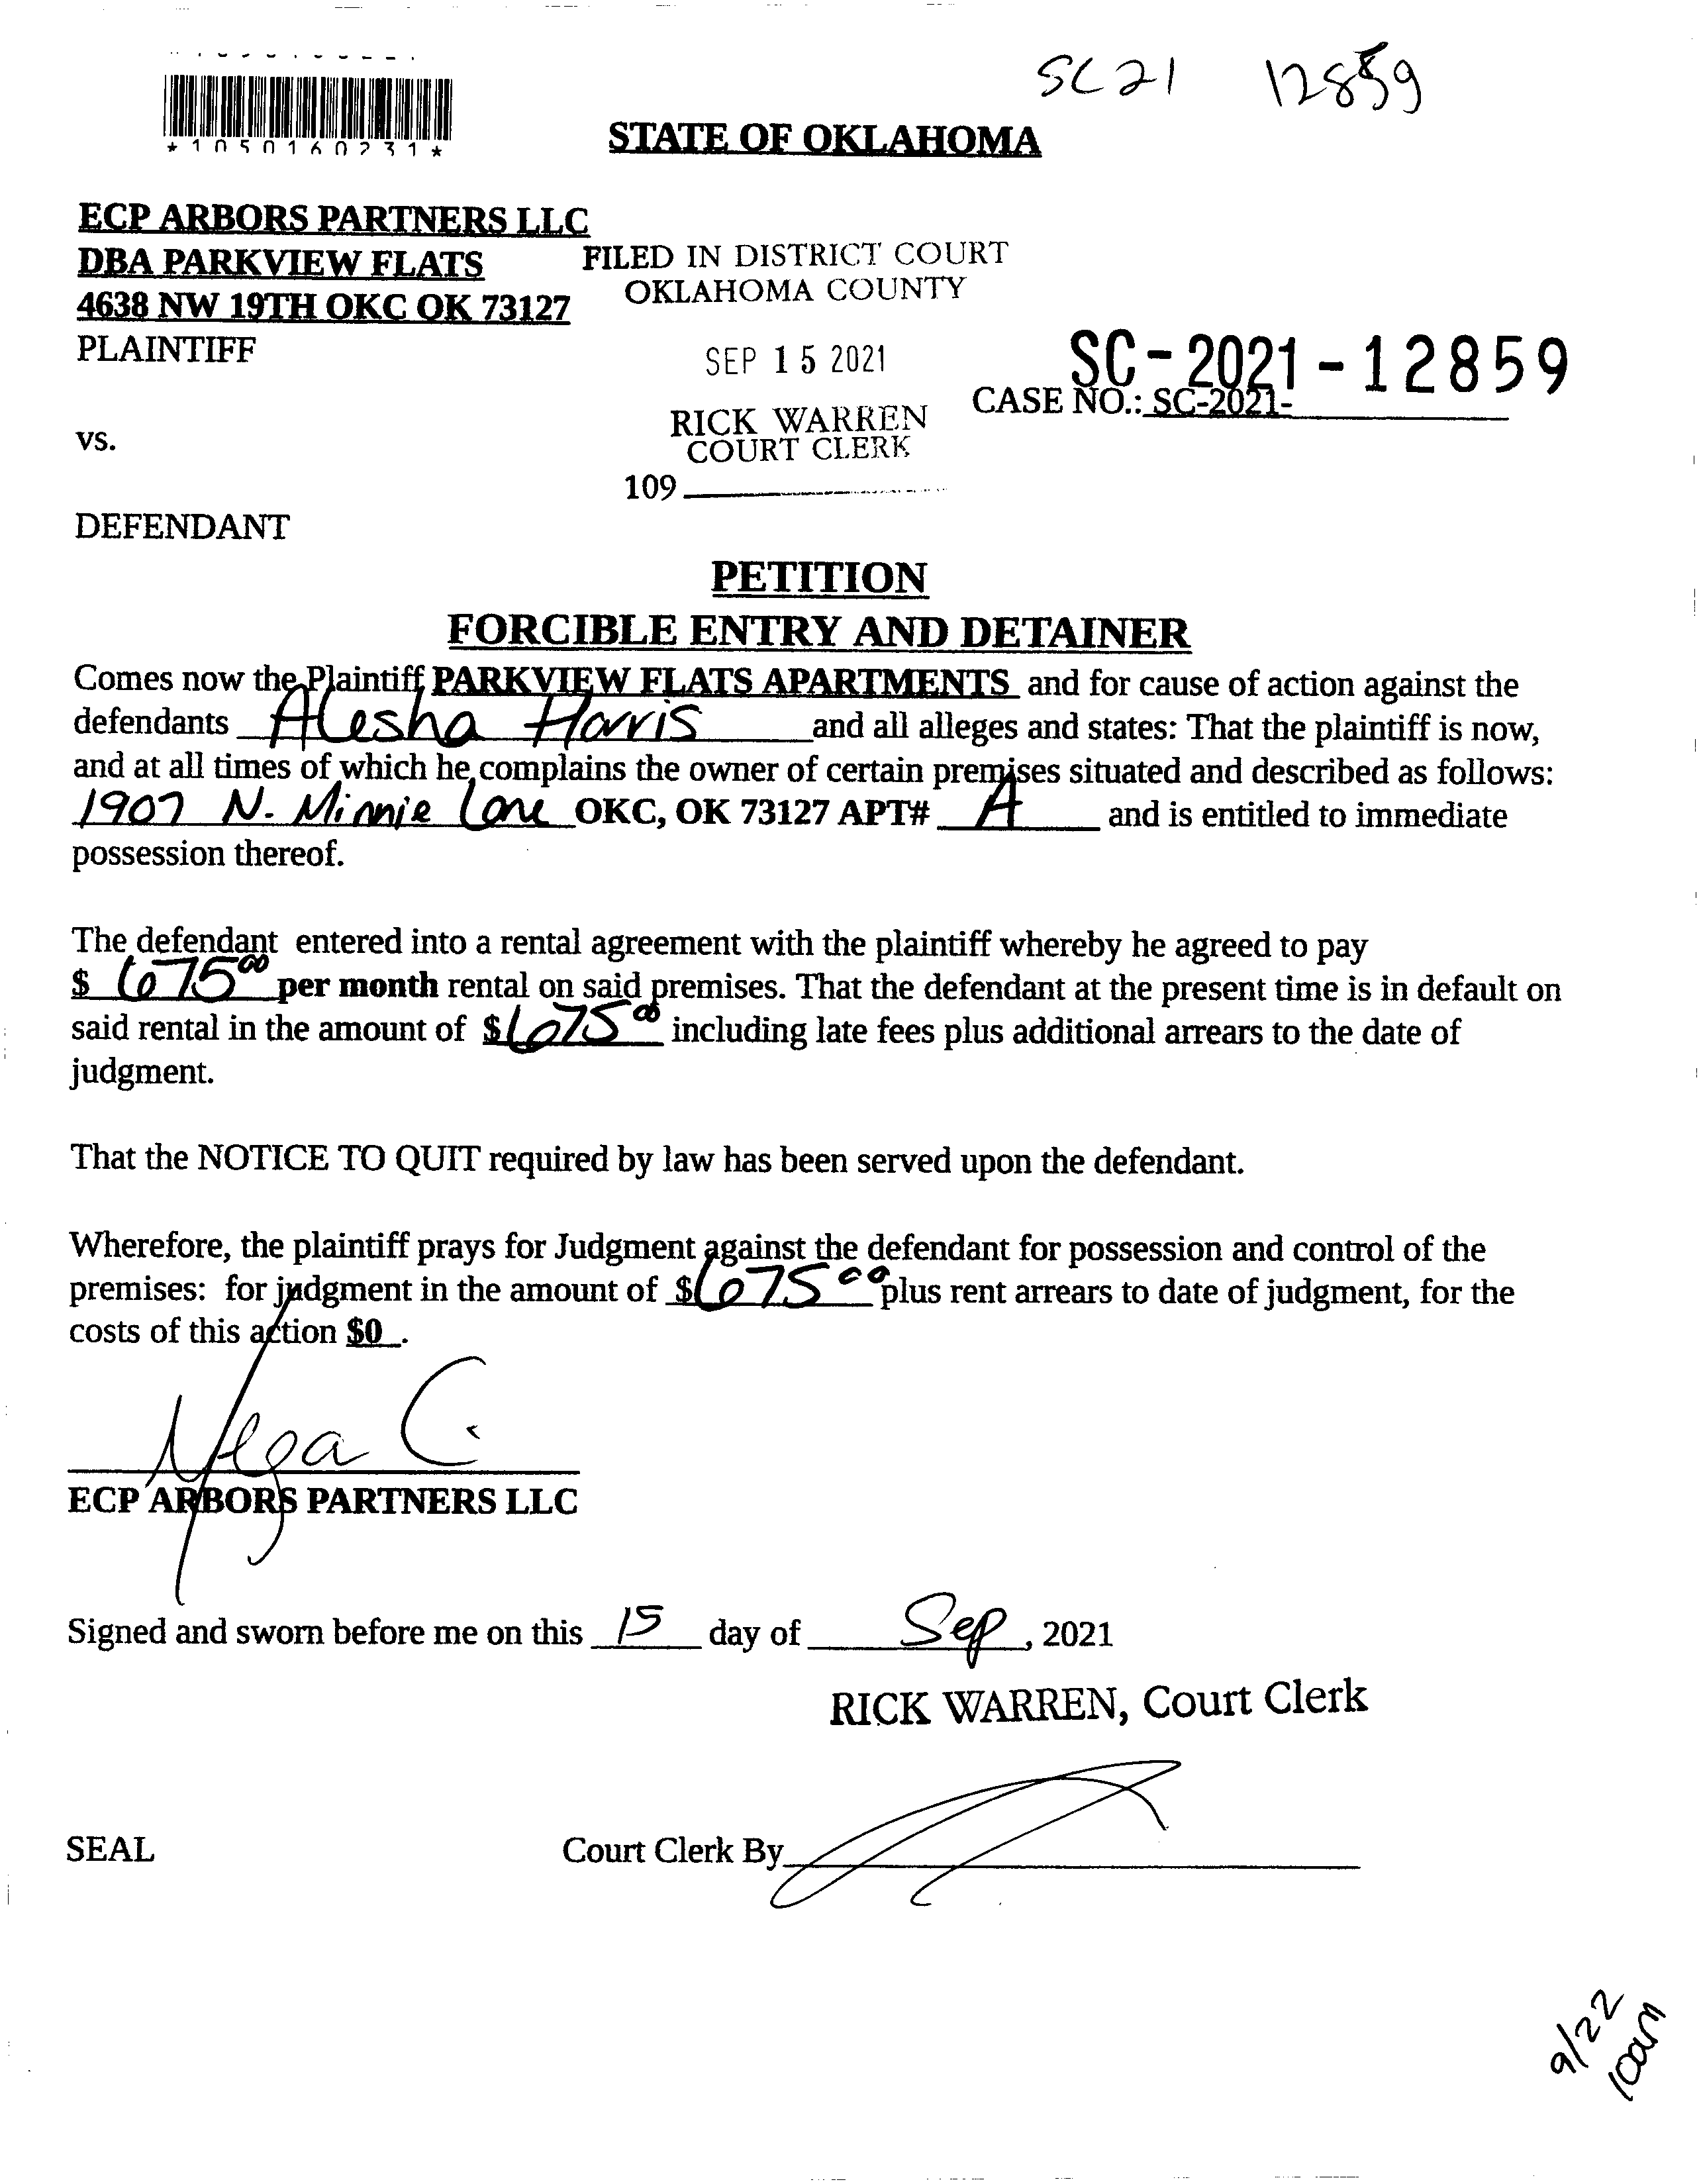 SC21 12859
*1050160231*
STATE OF OKLAHOMA
ECP ARBORS PARTNERS LLC
DBA PARKVIEW FLATS
4638 NW 19TH OKC OK 73127
PLAINTIFF
FILED IN DISTRICT COURT
OKLAHOMA COUNTY
SEP 15 2021
RICK WARREN
COURT CLERK
109
SC-2021-12859
CASE NO.: SC-2021-
vs.
DEFENDANT
PETITION
FORCIBLE ENTRY AND DETAINER
Comes now the Plaintiff PARKVIEW FLATS APARTMENTS and for cause of action against the
defendants Alesha Harris and all alleges and states: That the plaintiff is now,
and at all times of which he complains the owner of certain premises situated and described as follows:
1907 N. Minnie Lane OKC, OK 73127 APT# A and is entitled to immediate
possession thereof.
The defendant entered into a rental agreement with the plaintiff whereby he agreed to pay
$ 675 00 per month rental on said premises. That the defendant at the present time is in default on
said rental in the amount of $ 675 00 including late fees plus additional arrears to the date of
judgment.
That the NOTICE TO QUIT required by law has been served upon the defendant.
Wherefore, the plaintiff prays for Judgment against the defendant for possession and control of the
premises: for judgment in the amount of $ 675 00 plus rent arrears to date of judgment, for the
costs of this action $0 .
ECP ARBORS PARTNERS LLC
Signed and sworn before me on this 15 day of Sep, 2021
RICK WARREN, Court Clerk
SEAL
Court Clerk By
9/22
10am